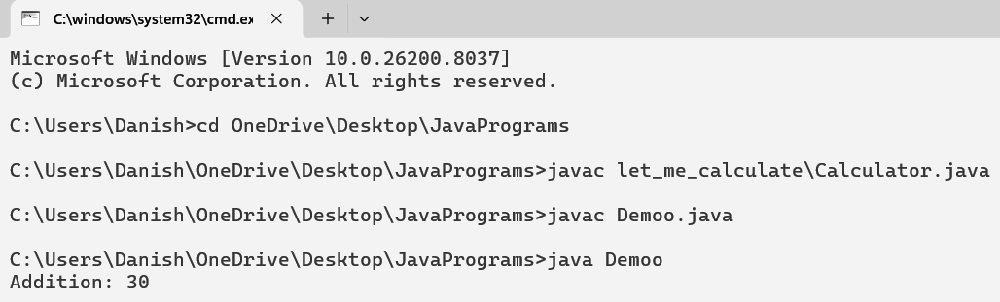 C:\windows\system32\cmd.ex
Microsoft Windows [Version 10.0.26200.8037]
(c) Microsoft Corporation. All rights reserved.
C:\Users\Danish>cd OneDrive\Desktop\JavaPrograms
C:\Users\Danish\OneDrive\Desktop\JavaPrograms>javac let_me_calculate\Calculator.java
C:\Users\Danish\OneDrive\Desktop\JavaPrograms>javac Demoo.java
C:\Users\Danish\OneDrive\Desktop\JavaPrograms>java Demoo
Addition: 30